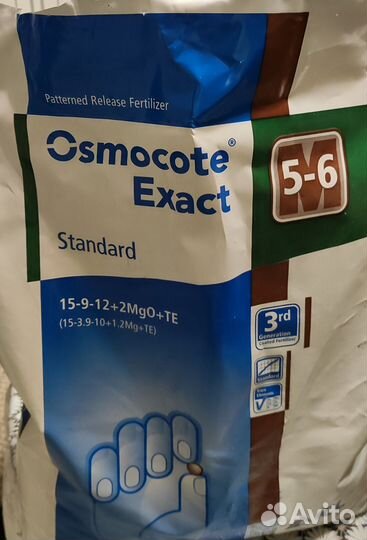 Patterned Release Fertilizer
Osmocote®
Exact
5-6
M
Standard
15-9-12+2MgO+TE
(15-3.9-10+1.2Mg+TE)
3rd
Generation
Coated Fertilizer
Standard
Avito